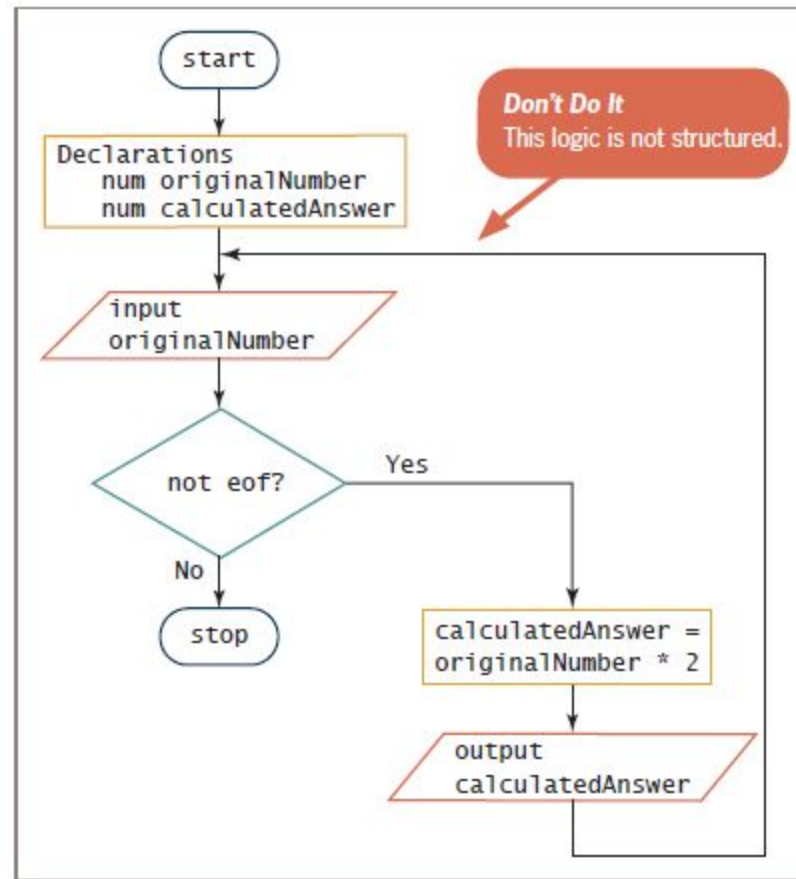 start
Don't Do It
This logic is not structured.
Declarations
num originalNumber
num calculatedAnswer
input
originalNumber
not eof?
Yes
No
stop
calculatedAnswer =
originalNumber * 2
output
calculatedAnswer